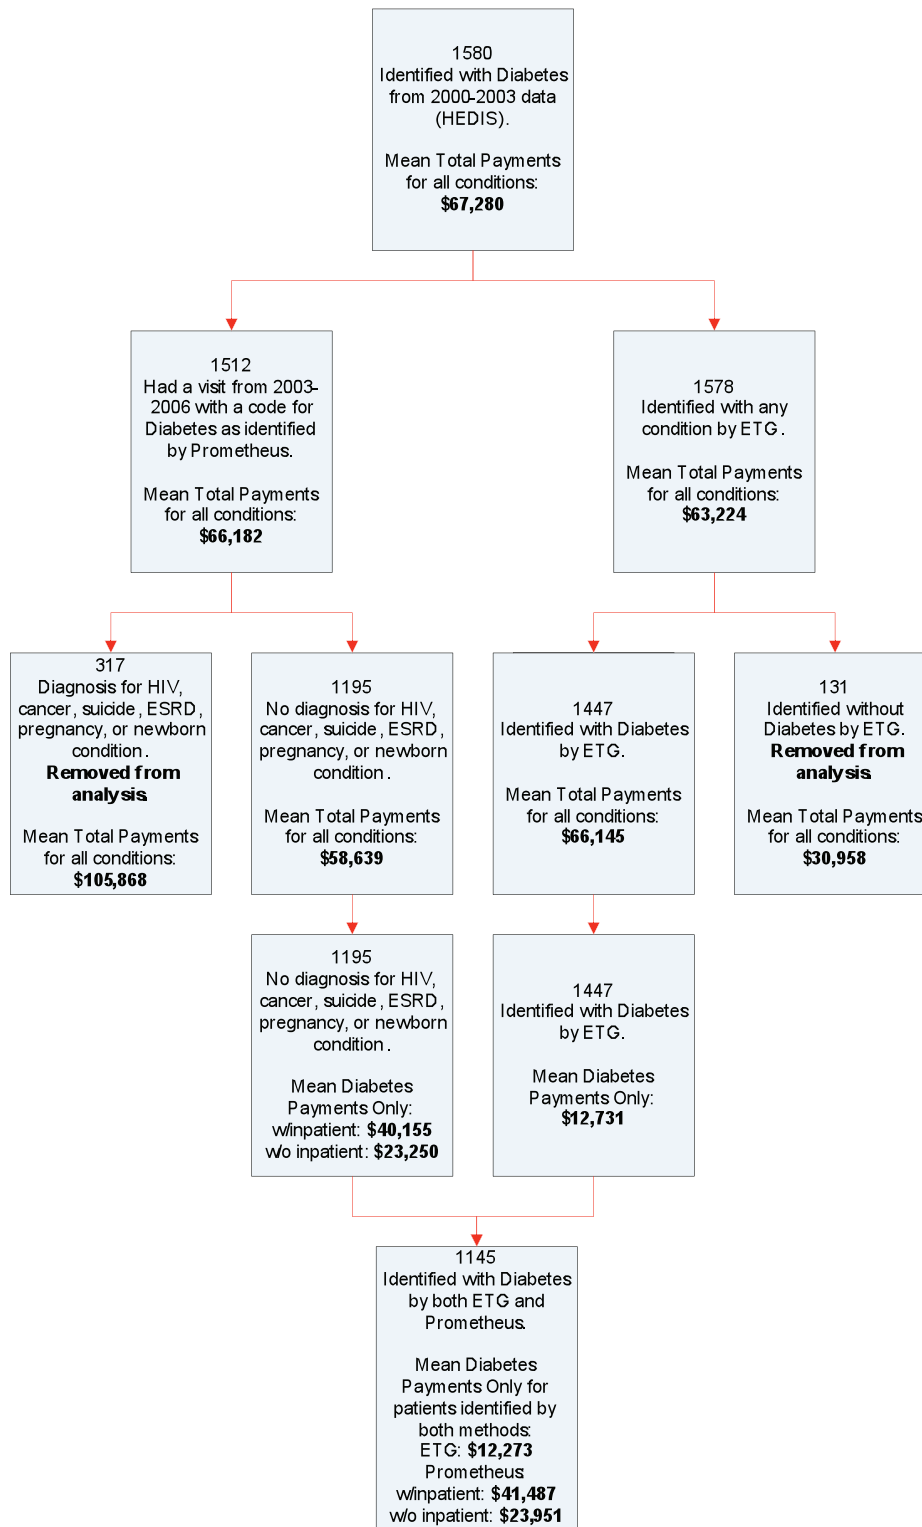 1580
Identified with Diabetes
from 2000-2003 data
(HEDIS).
Mean Total Payments
for all conditions:
$67,280
1512
Had a visit from 2003-
2006 with a code for
Diabetes as identified
by Prometheus.
Mean Total Payments
for all conditions:
$66,182
1578
Identified with any
condition by ETG.
Mean Total Payments
for all conditions:
$63,224
317
Diagnosis for HIV,
cancer, suicide, ESRD,
pregnancy, or newborn
condition.
Removed from
analysis.
Mean Total Payments
for all conditions:
$105,868
1195
No diagnosis for HIV,
cancer, suicide, ESRD,
pregnancy, or newborn
condition.
Mean Total Payments
for all conditions:
$58,639
1447
Identified with Diabetes
by ETG.
Mean Total Payments
for all conditions:
$66,145
131
Identified without
Diabetes by ETG.
Removed from
analysis.
Mean Total Payments
for all conditions:
$30,958
1195
No diagnosis for HIV,
cancer, suicide, ESRD,
pregnancy, or newborn
condition.
Mean Diabetes
Payments Only:
w/inpatient: $40,155
w/o inpatient: $23,250
1447
Identified with Diabetes
by ETG.
Mean Diabetes
Payments Only:
$12,731
1145
Identified with Diabetes
by both ETG and
Prometheus.
Mean Diabetes
Payments Only for
patients identified by
both methods:
ETG: $12,273
Prometheus:
w/inpatient: $41,487
w/o inpatient: $23,951